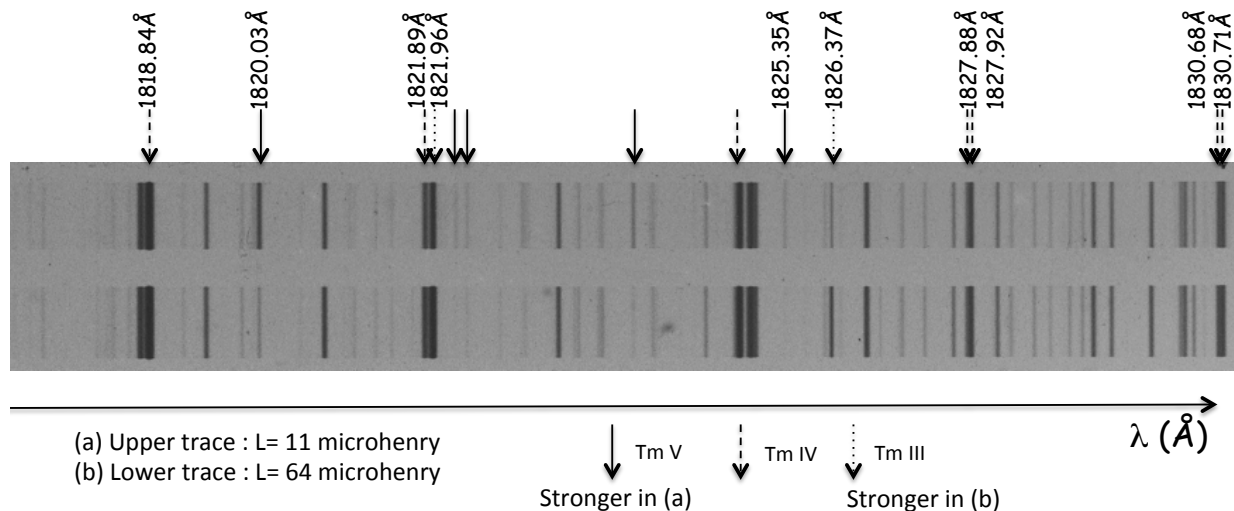 1818.84Å
1820.03Å
1821.89Å
1821.96Å
1825.35Å
1826.37Å
1827.88Å
1827.92Å
1830.68Å
1830.71Å
λ (Å)
(a) Upper trace : L= 11 microhenry
(b) Lower trace : L= 64 microhenry
Tm V
Tm IV
Tm III
Stronger in (a)
Stronger in (b)